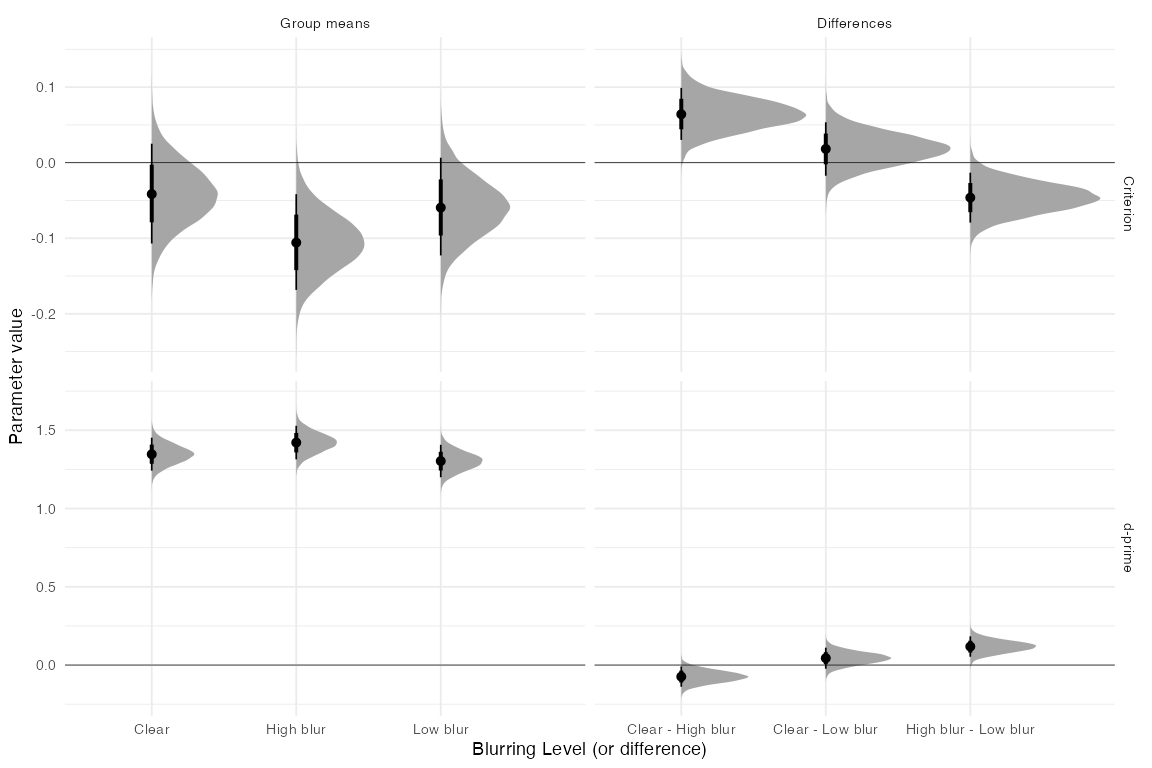 Group means
Differences
0.1
0.0
-0.1
-0.2
Criterion
Parameter value
1.5
1.0
0.5
0.0
d-prime
Clear
High blur
Low blur
Clear - High blur
Clear - Low blur
High blur - Low blur
Blurring Level (or difference)